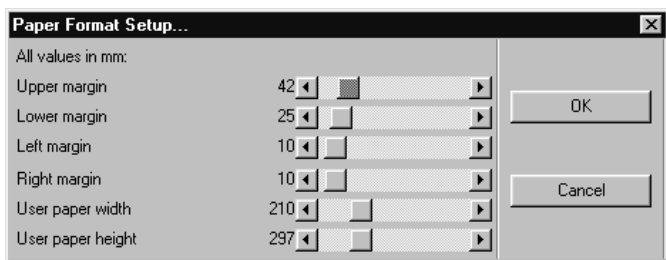 Paper Format Setup...
All values in mm:
Upper margin 42
Lower margin 25
Left margin 10
Right margin 10
User paper width 210
User paper height 297
OK
Cancel